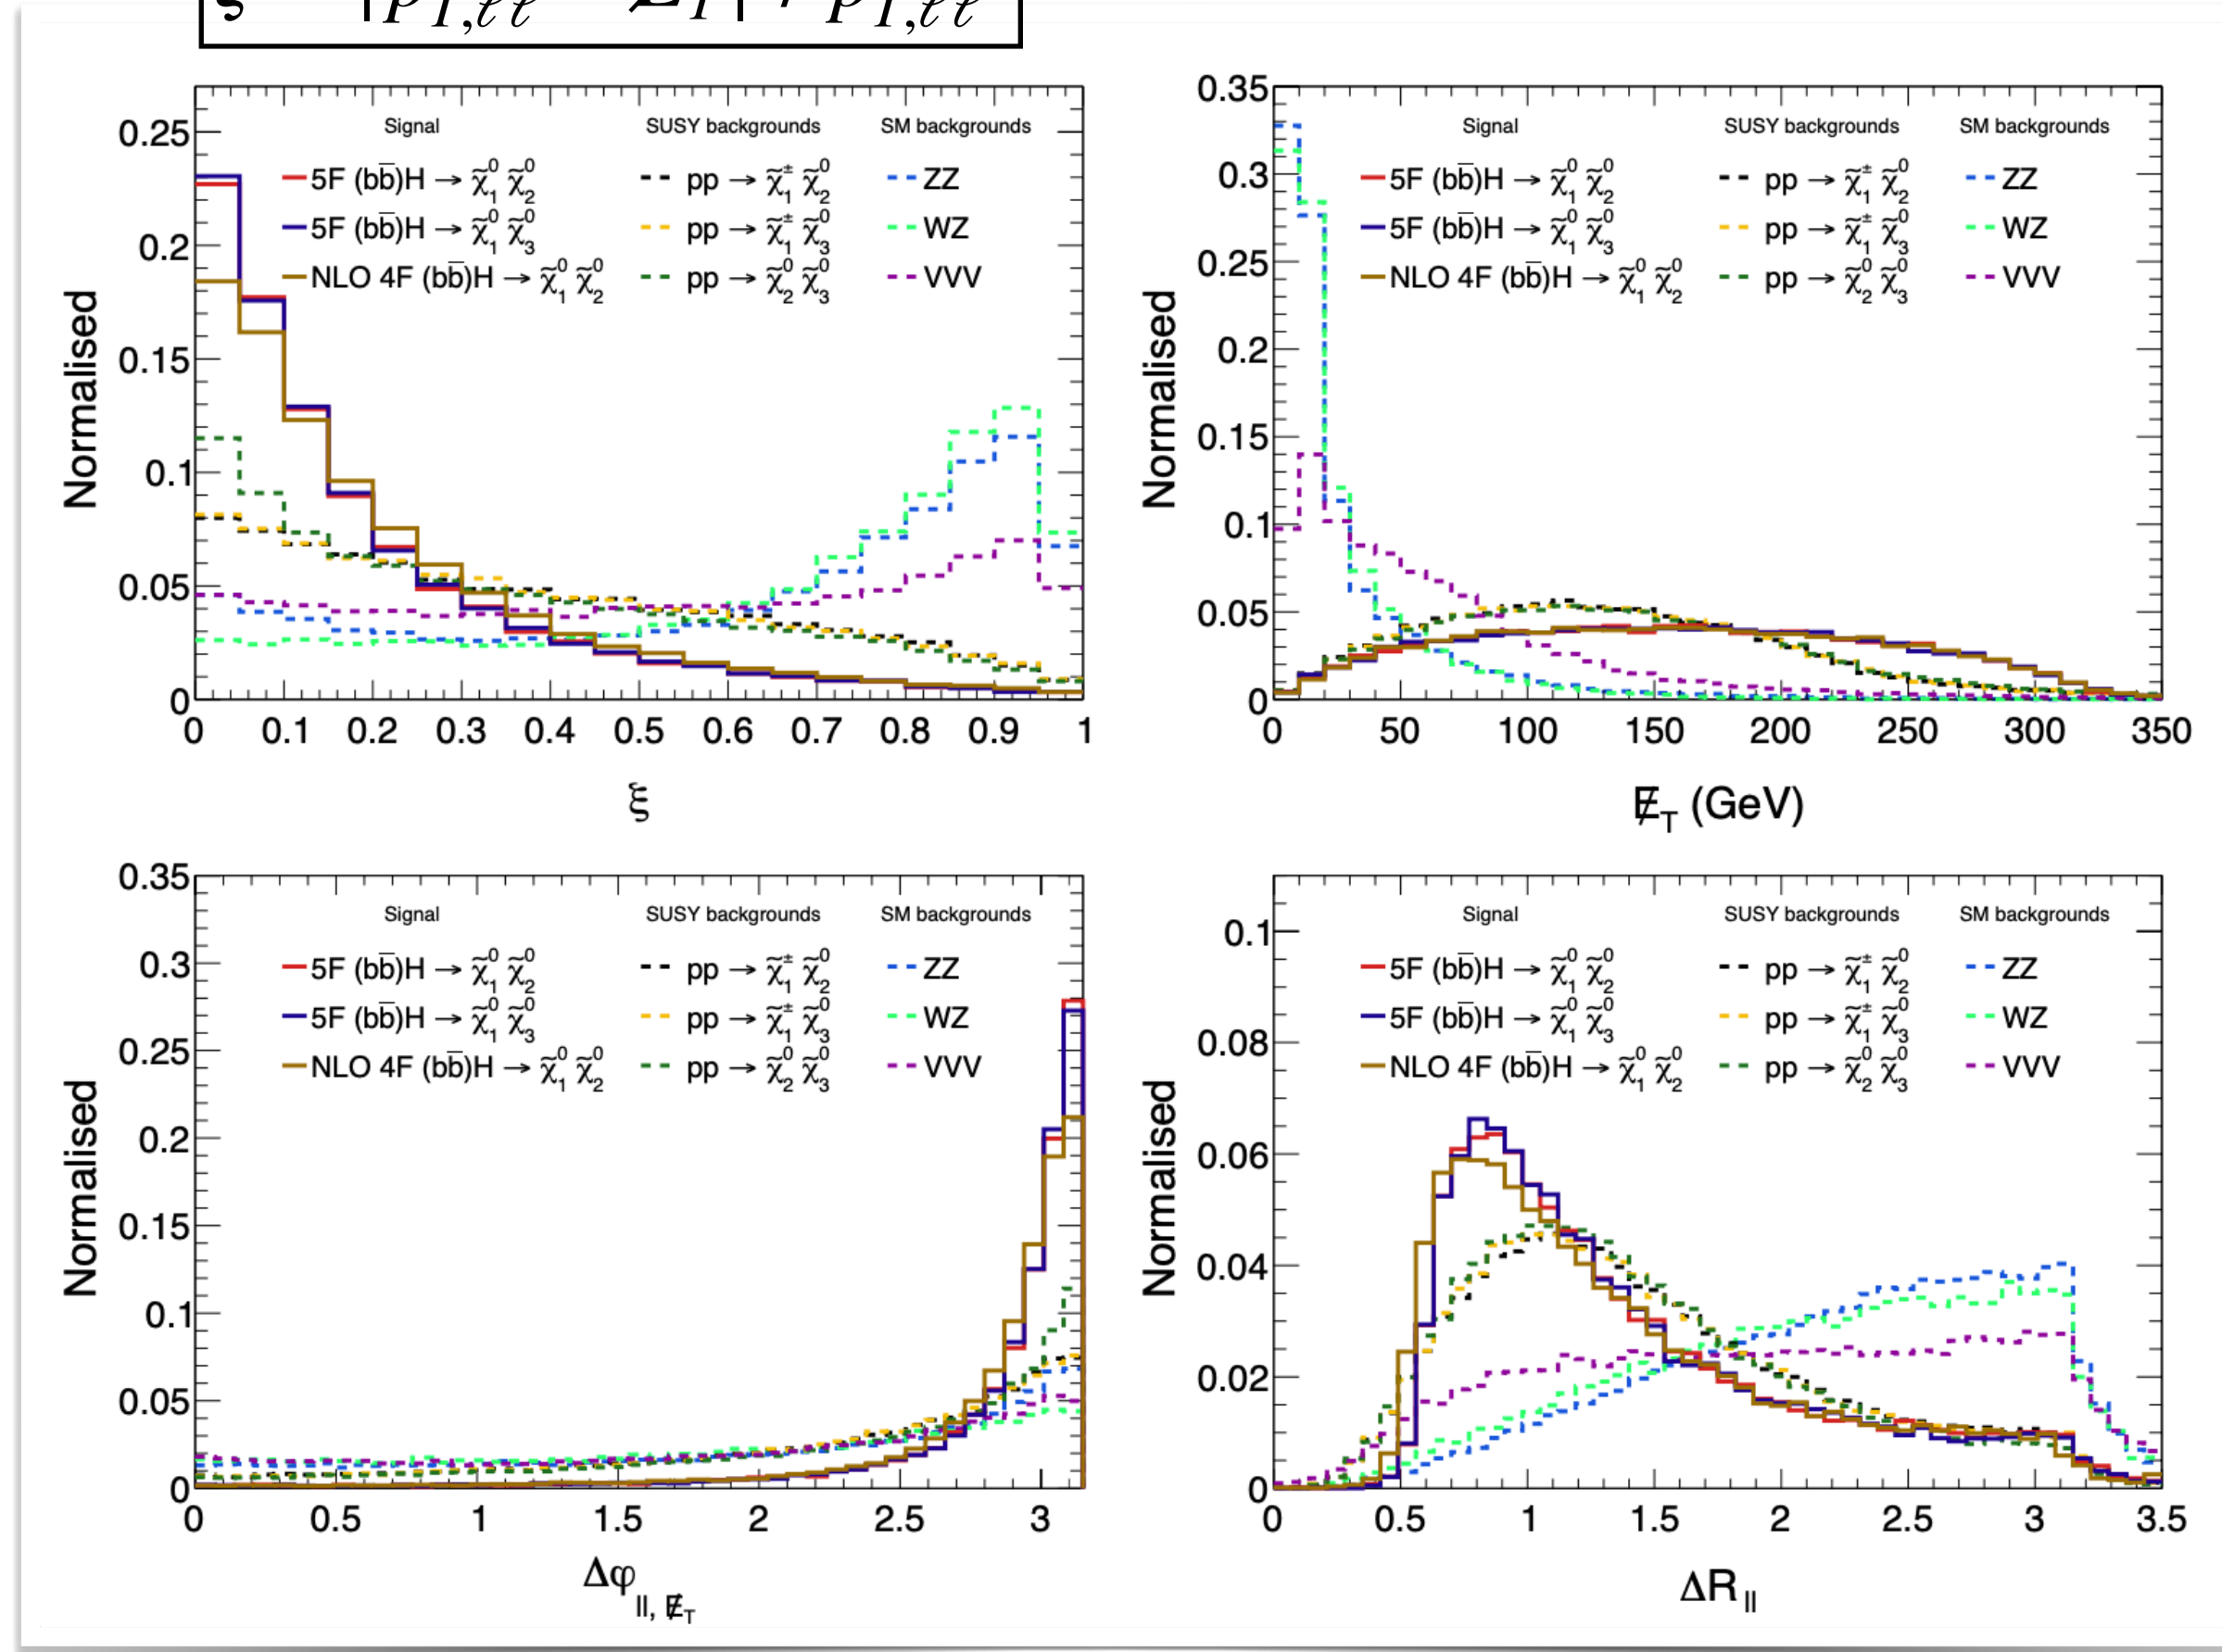 ξ = |p_{T,ℓℓ} − E̸_T| / p_{T,ℓℓ}
0.25
0.2
0.15
0.1
0.05
0
Normalised
Signal SUSY backgrounds SM backgrounds
5F (bb̅)H → χ̃₁⁰ χ̃₂⁰ pp → χ̃₁± χ̃₂⁰ ZZ
5F (bb̅)H → χ̃₁⁰ χ̃₃⁰ pp → χ̃₁± χ̃₃⁰ WZ
NLO 4F (bb̅)H → χ̃₁⁰ χ̃₂⁰ pp → χ̃₂⁰ χ̃₃⁰ VVV
0 0.1 0.2 0.3 0.4 0.5 0.6 0.7 0.8 0.9 1
ξ
0.35
0.3
0.25
0.2
0.15
0.1
0.05
0
Normalised
Signal SUSY backgrounds SM backgrounds
5F (bb̅)H → χ̃₁⁰ χ̃₂⁰ pp → χ̃₁± χ̃₂⁰ ZZ
5F (bb̅)H → χ̃₁⁰ χ̃₃⁰ pp → χ̃₁± χ̃₃⁰ WZ
NLO 4F (bb̅)H → χ̃₁⁰ χ̃₂⁰ pp → χ̃₂⁰ χ̃₃⁰ VVV
0 50 100 150 200 250 300 350
E̸_T (GeV)
0.35
0.3
0.25
0.2
0.15
0.1
0.05
0
Normalised
Signal SUSY backgrounds SM backgrounds
5F (bb̅)H → χ̃₁⁰ χ̃₂⁰ pp → χ̃₁± χ̃₂⁰ ZZ
5F (bb̅)H → χ̃₁⁰ χ̃₃⁰ pp → χ̃₁± χ̃₃⁰ WZ
NLO 4F (bb̅)H → χ̃₁⁰ χ̃₂⁰ pp → χ̃₂⁰ χ̃₃⁰ VVV
0 0.5 1 1.5 2 2.5 3
Δφ_{ll, E̸_T}
0.1
0.08
0.06
0.04
0.02
0
Normalised
Signal SUSY backgrounds SM backgrounds
5F (bb̅)H → χ̃₁⁰ χ̃₂⁰ pp → χ̃₁± χ̃₂⁰ ZZ
5F (bb̅)H → χ̃₁⁰ χ̃₃⁰ pp → χ̃₁± χ̃₃⁰ WZ
NLO 4F (bb̅)H → χ̃₁⁰ χ̃₂⁰ pp → χ̃₂⁰ χ̃₃⁰ VVV
0 0.5 1 1.5 2 2.5 3 3.5
ΔR_{ll}